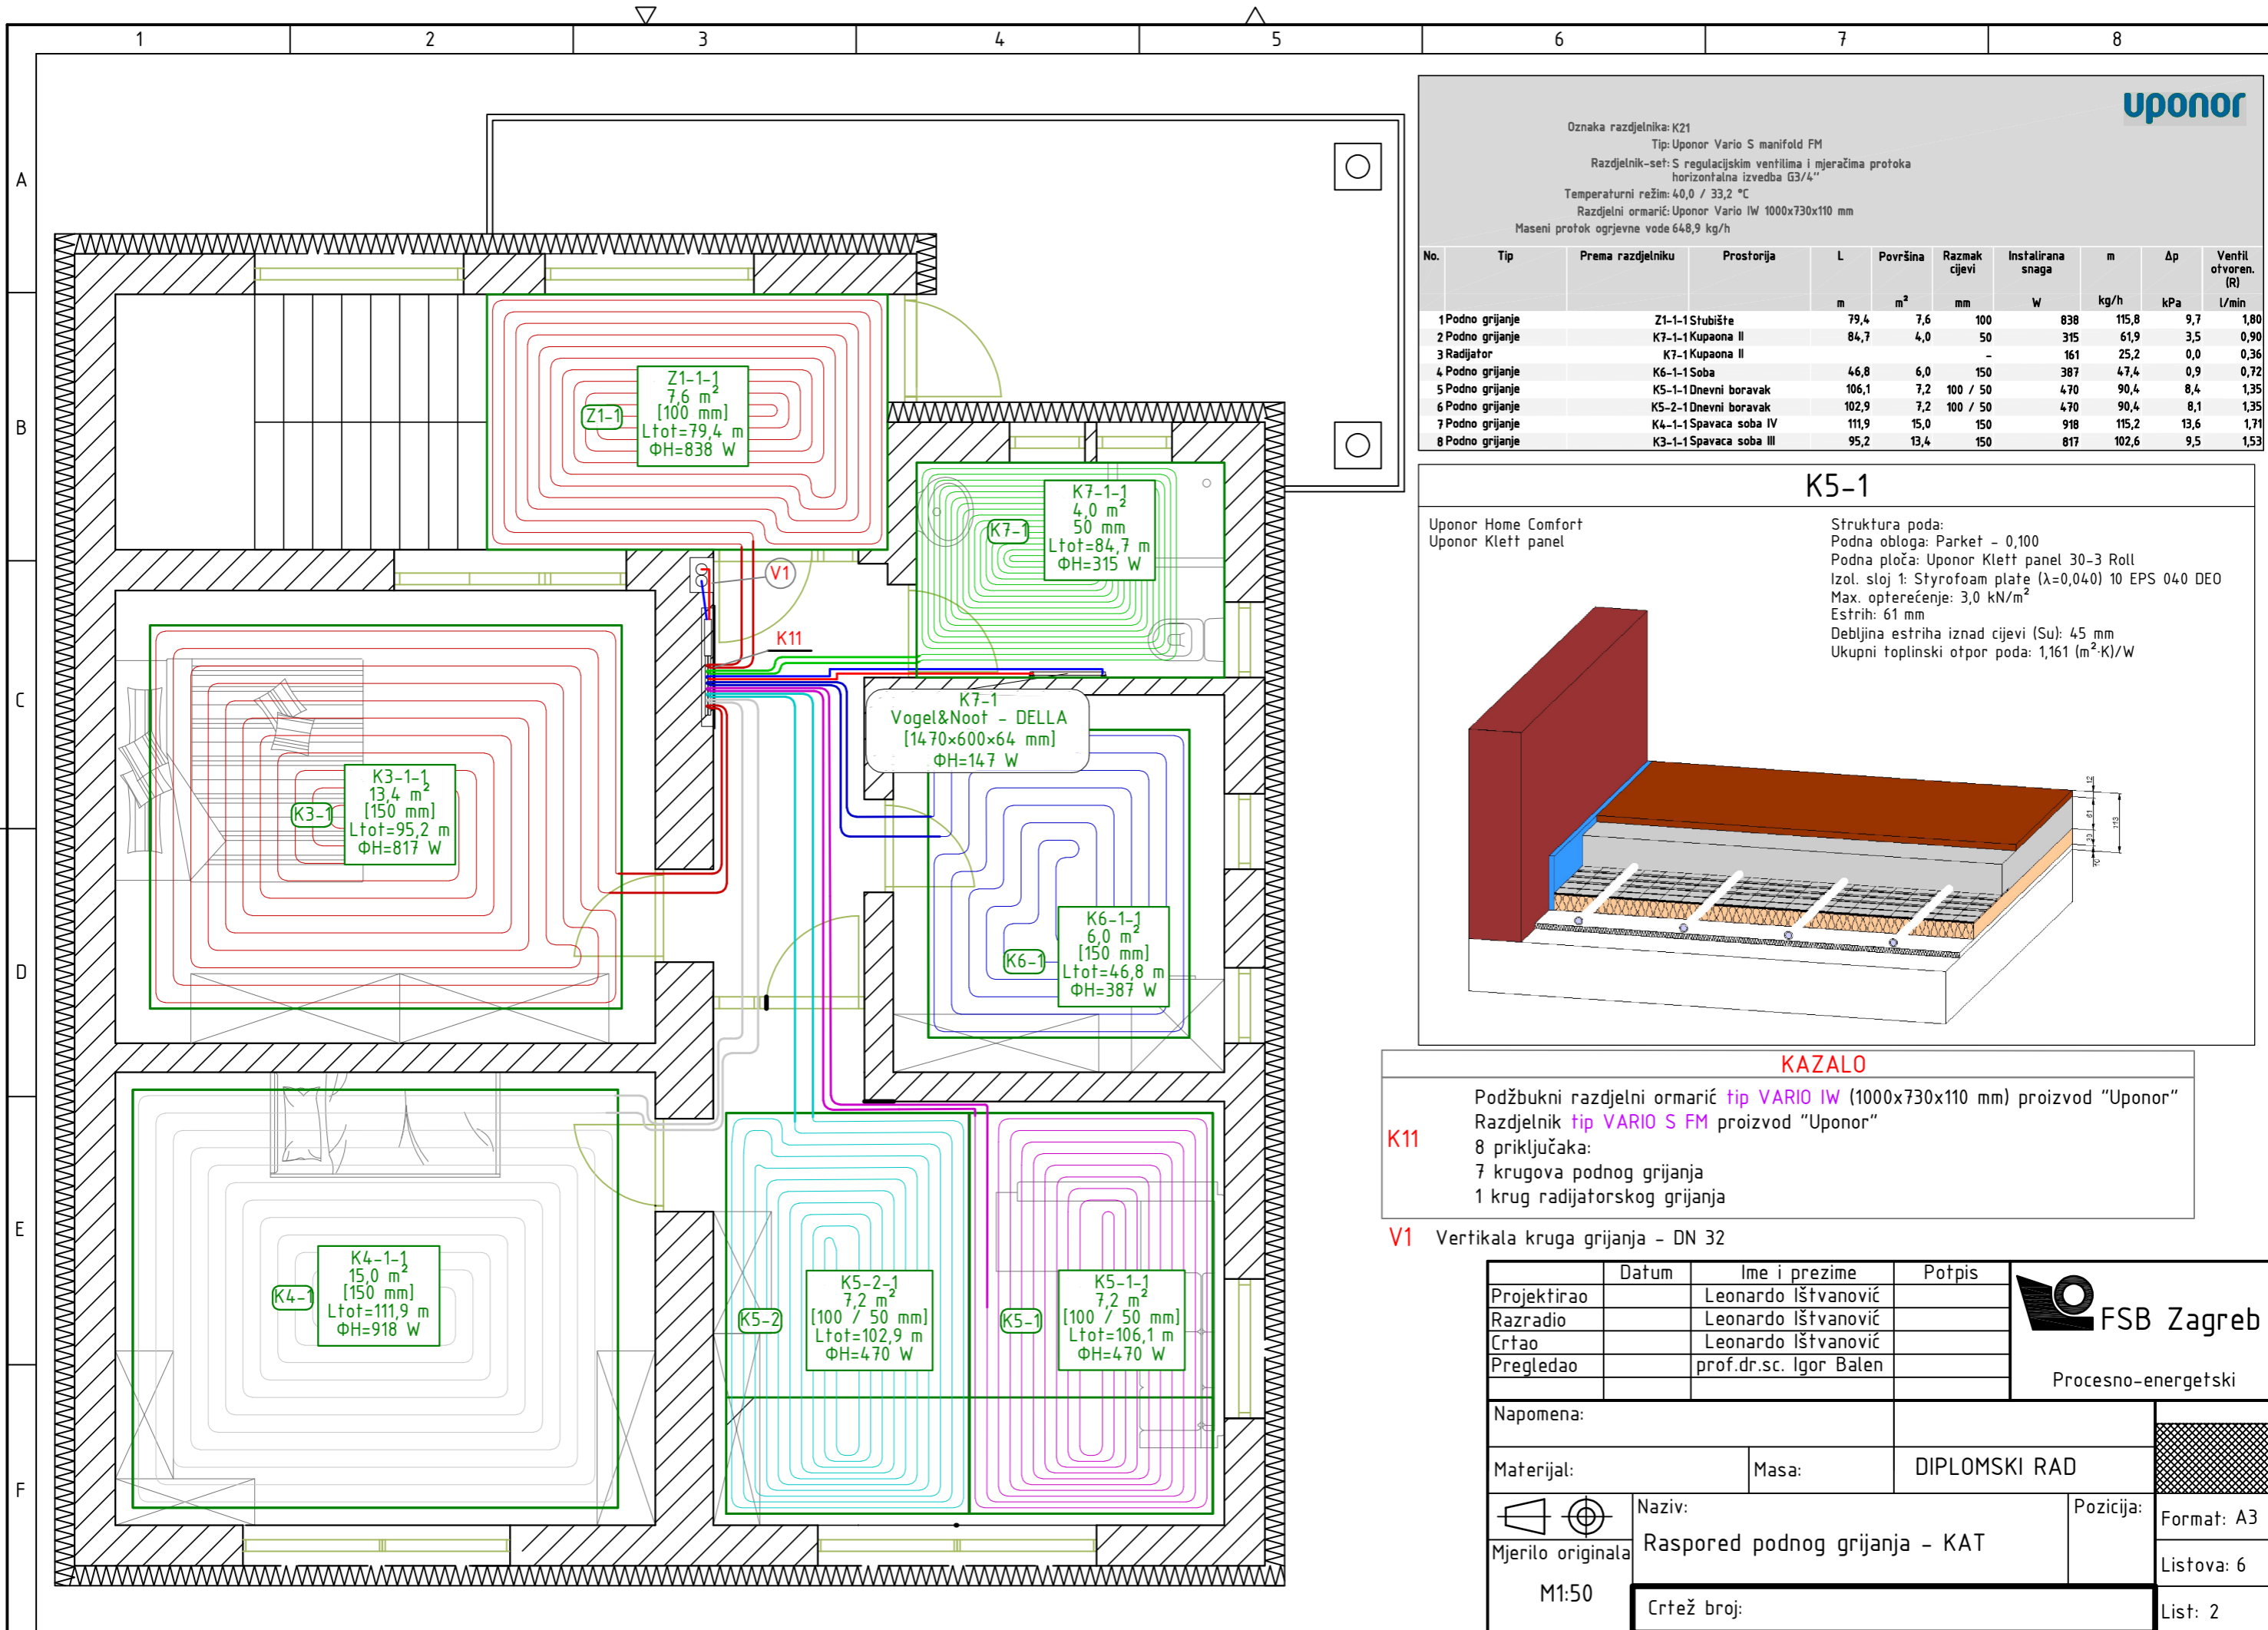 1 2 3 4 5 6 7 8
A
B
C
D
E
F
uponor
Oznaka razdjelnika: K21
Tip: Uponor Vario S manifold FM
Razdjelnik-set: S regulacijskim ventilima i mjeračima protoka
horizontalna izvedba G3/4"
Temperaturni režim: 40,0 / 33,2 °C
Razdjelni ormarić: Uponor Vario IW 1000x730x110 mm
Maseni protok ogrjevne vode 648,9 kg/h
No. Tip Prema razdjelniku Prostorija L Površina Razmak cijevi Instalirana snaga m Δp Ventil otvoren. (R)
m m² mm W kg/h kPa l/min
1 Podno grijanje Z1-1-1 Stubište 79,4 7,6 100 838 115,8 9,7 1,80
2 Podno grijanje K7-1-1 Kupaona II 84,7 4,0 50 315 61,9 3,5 0,90
3 Radijator K7-1 Kupaona II - 161 25,2 0,0 0,36
4 Podno grijanje K6-1-1 Soba 46,8 6,0 150 387 47,4 0,9 0,72
5 Podno grijanje K5-1-1 Dnevni boravak 106,1 7,2 100 / 50 470 90,4 8,4 1,35
6 Podno grijanje K5-2-1 Dnevni boravak 102,9 7,2 100 / 50 470 90,4 8,1 1,35
7 Podno grijanje K4-1-1 Spavaca soba IV 111,9 15,0 150 918 115,2 13,6 1,71
8 Podno grijanje K3-1-1 Spavaca soba III 95,2 13,4 150 817 102,6 9,5 1,53
Z1-1
Z1-1-1
7,6 m²
[100 mm]
Ltot=79,4 m
ΦH=838 W
K7-1
K7-1-1
4,0 m²
50 mm
Ltot=84,7 m
ΦH=315 W
V1
K11
K7-1
Vogel&Noot - DELLA
[1470×600×64 mm]
ΦH=147 W
K3-1
K3-1-1
13,4 m²
[150 mm]
Ltot=95,2 m
ΦH=817 W
K6-1
K6-1-1
6,0 m²
[150 mm]
Ltot=46,8 m
ΦH=387 W
K4-1
K4-1-1
15,0 m²
[150 mm]
Ltot=111,9 m
ΦH=918 W
K5-2
K5-2-1
7,2 m²
[100 / 50 mm]
Ltot=102,9 m
ΦH=470 W
K5-1
K5-1-1
7,2 m²
[100 / 50 mm]
Ltot=106,1 m
ΦH=470 W
K5-1
Uponor Home Comfort
Uponor Klett panel
Struktura poda:
Podna obloga: Parket - 0,100
Podna ploča: Uponor Klett panel 30-3 Roll
Izol. sloj 1: Styrofoam plate (λ=0,040) 10 EPS 040 DEO
Max. opterećenje: 3,0 kN/m²
Estrih: 61 mm
Debljina estriha iznad cijevi (Su): 45 mm
Ukupni toplinski otpor poda: 1,161 (m²·K)/W
12
61
30
10
113
KAZALO
K11
Podžbukni razdjelni ormarić tip VARIO IW (1000x730x110 mm) proizvod "Uponor"
Razdjelnik tip VARIO S FM proizvod "Uponor"
8 priključaka:
7 krugova podnog grijanja
1 krug radijatorskog grijanja
V1 Vertikala kruga grijanja - DN 32
Datum Ime i prezime Potpis
Projektirao Leonardo Ištvanović
Razradio Leonardo Ištvanović
Crtao Leonardo Ištvanović
Pregledao prof.dr.sc. Igor Balen
FSB Zagreb
Procesno-energetski
Napomena:
Materijal: Masa: DIPLOMSKI RAD
Naziv: Pozicija: Format: A3
Raspored podnog grijanja - KAT
Mjerilo originala
M1:50
Listova: 6
Crtež broj:
List: 2